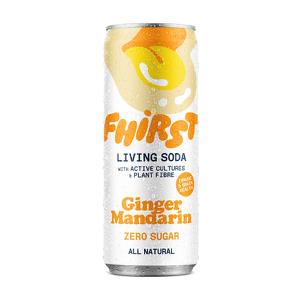 FHiRST
LIVING SODA
WITH ACTIVE CULTURES
& PLANT FIBRE
Ginger
Mandarin
ZERO SUGAR
ALL NATURAL